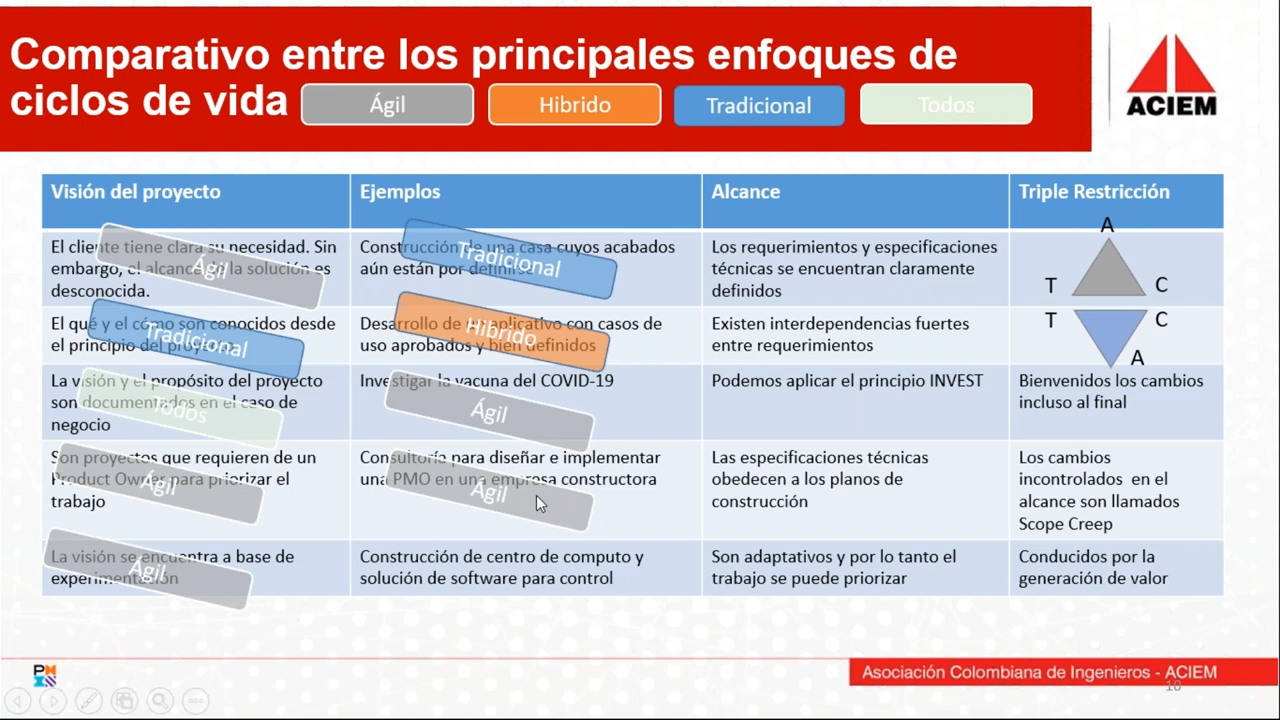 Comparativo entre los principales enfoques de
ciclos de vida
Ágil
Hibrido
Tradicional
Todos
ACIEM
Visión del proyecto
Ejemplos
Alcance
Triple Restricción
El cliente tiene clara su necesidad. Sin
embargo, el alcance de la solución es
desconocida.
Ágil
Construcción de una casa cuyos acabados
aún están por definirse
Tradicional
Los requerimientos y especificaciones
técnicas se encuentran claramente
definidos
A
T
C
El qué y el cómo son conocidos desde
el principio del proyecto
Tradicional
Desarrollo de un aplicativo con casos de
uso aprobados y bien definidos
Hibrido
Existen interdependencias fuertes
entre requerimientos
T
C
A
La visión y el propósito del proyecto
son documentados en el caso de
negocio
Todos
Investigar la vacuna del COVID-19
Ágil
Podemos aplicar el principio INVEST
Bienvenidos los cambios
incluso al final
Son proyectos que requieren de un
Product Owner para priorizar el
trabajo
Ágil
Consultoría para diseñar e implementar
una PMO en una empresa constructora
Ágil
Las especificaciones técnicas
obedecen a los planos de
construcción
Los cambios
incontrolados en el
alcance son llamados
Scope Creep
La visión se encuentra a base de
experimentación
Ágil
Construcción de centro de computo y
solución de software para control
Son adaptativos y por lo tanto el
trabajo se puede priorizar
Conducidos por la
generación de valor
Asociación Colombiana de Ingenieros - ACIEM
10